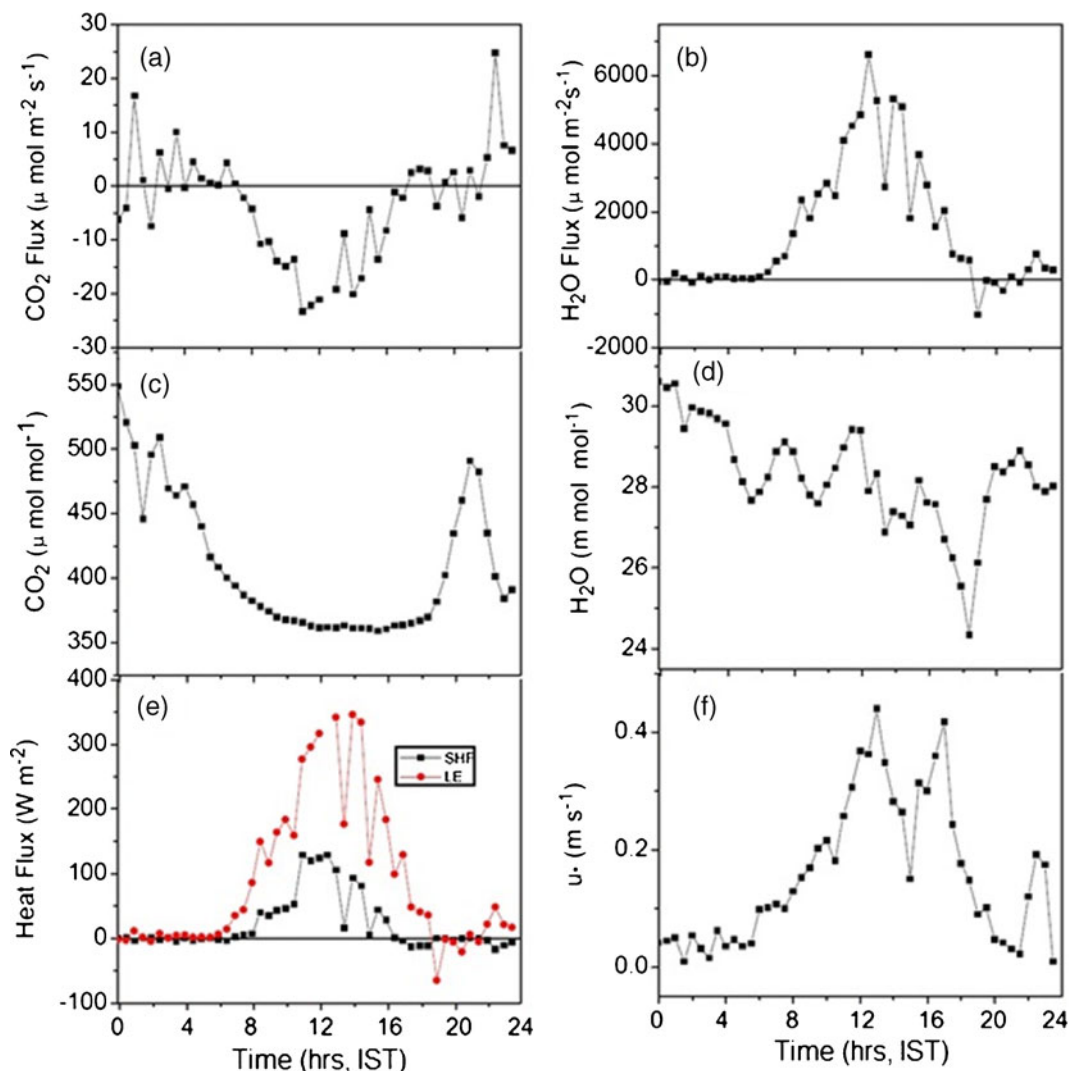 (a)
CO2 Flux (μ mol m-2 s-1)
30
20
10
0
-10
-20
-30
(b)
H2O Flux (μ mol m-2s-1)
6000
4000
2000
0
-2000
(c)
CO2 (μ mol mol-1)
550
500
450
400
350
(d)
H2O (m mol mol-1)
30
28
26
24
(e)
Heat Flux (W m-2)
400
300
200
100
0
-100
SHF
LE
0 4 8 12 16 20 24
Time (hrs, IST)
(f)
u* (m s-1)
0.4
0.2
0.0
0 4 8 12 16 20 24
Time (hrs, IST)